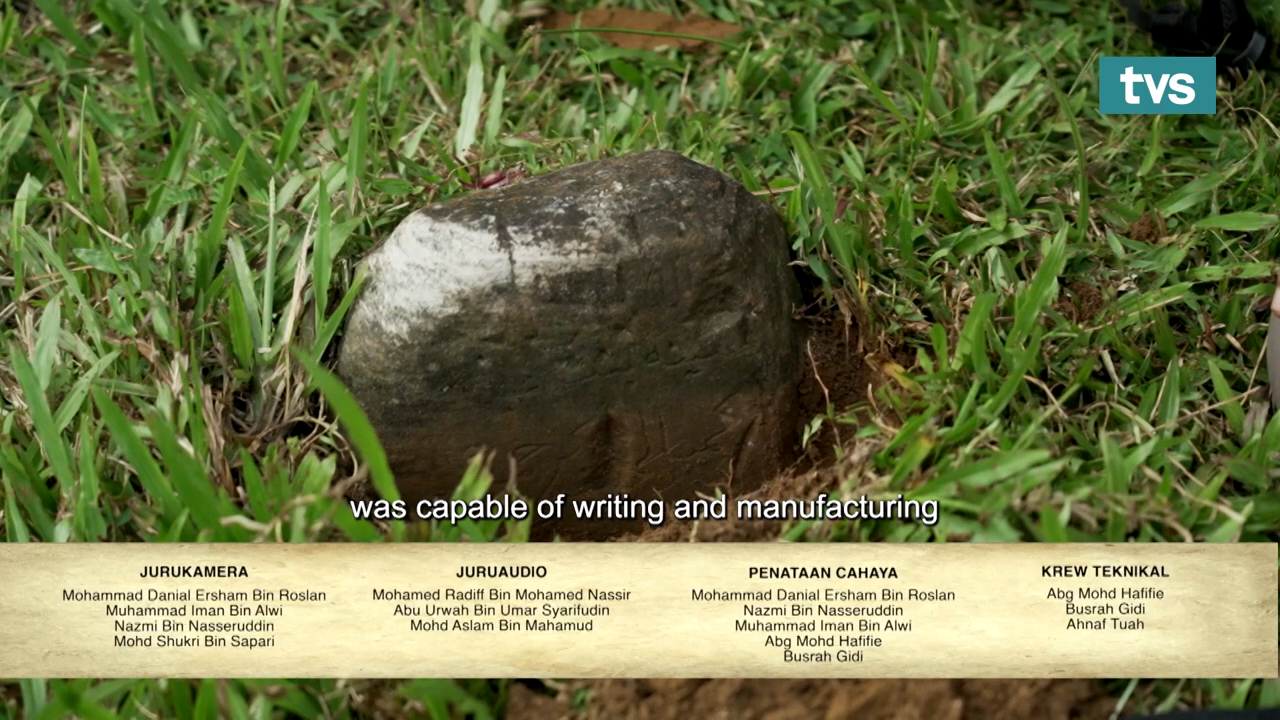 tvs
was capable of writing and manufacturing
JURUKAMERA
Mohammad Danial Ersham Bin Roslan
Muhammad Iman Bin Alwi
Nazmi Bin Nasseruddin
Mohd Shukri Bin Sapari
JURUAUDIO
Mohamed Radiff Bin Mohamed Nassir
Abu Urwah Bin Umar Syarifudin
Mohd Aslam Bin Mahamud
PENATAAN CAHAYA
Mohammad Danial Ersham Bin Roslan
Nazmi Bin Nasseruddin
Muhammad Iman Bin Alwi
Abg Mohd Hafifie
Busrah Gidi
KREW TEKNIKAL
Abg Mohd Hafifie
Busrah Gidi
Ahnaf Tuah